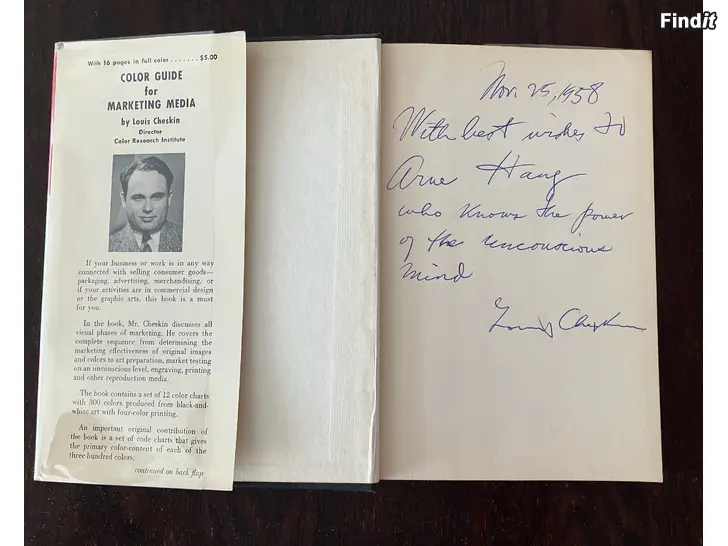 Findit
With 16 pages in full color.......$5.00
COLOR GUIDE
for
MARKETING MEDIA
by Louis Cheskin
Director
Color Research Institute
If your business or work is in any way
connected with selling consumer goods—
packaging, advertising, merchandising, or
if your activities are in commercial design
or the graphic arts, this book is a must
for you.
In the book, Mr. Cheskin discusses all
visual phases of marketing. He covers the
complete sequence from determining the
marketing effectiveness of original images
and colors to art preparation, market testing
on an unconscious level, engraving, printing
and other reproduction media.
The book contains a set of 12 color charts
with 300 colors produced from black-and-
white art with four-color printing.
An important original contribution of
the book is a set of code charts that gives
the primary color-content of each of the
three hundred colors.
continued on back flap
Nov. 25, 1958
With best wishes to
Arne Haug
who knows the power
of the unconscious
mind
Louis Cheskin